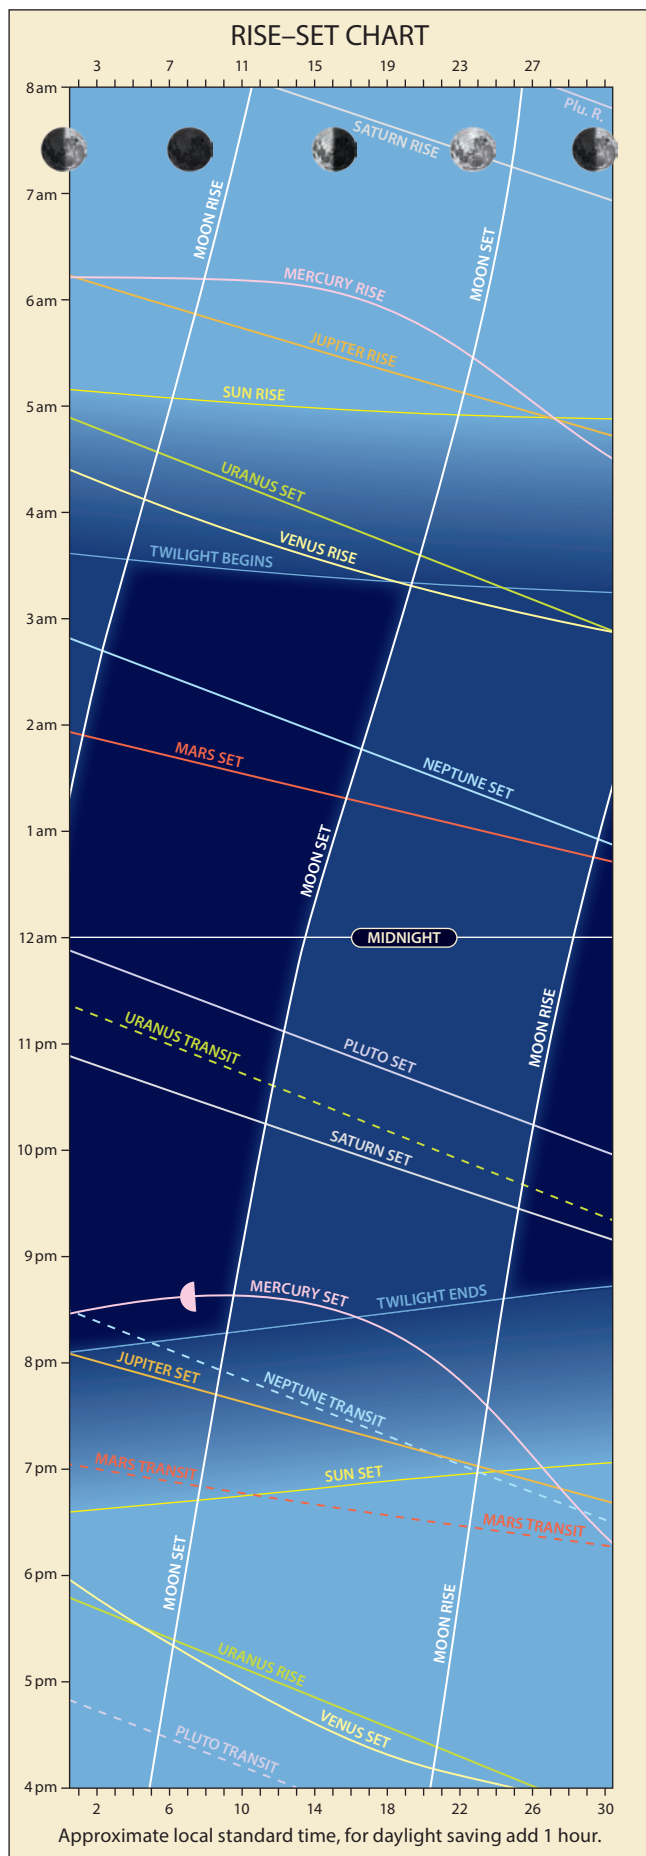 RISE–SET CHART
3 7 11 15 19 23 27
8 am
Plu. R.
SATURN RISE
7 am
MOON RISE
MOON SET
MERCURY RISE
6 am
JUPITER RISE
SUN RISE
5 am
URANUS SET
4 am
VENUS RISE
TWILIGHT BEGINS
3 am
2 am
MARS SET
NEPTUNE SET
1 am
MOON SET
12 am
MIDNIGHT
MOON RISE
URANUS TRANSIT
11 pm
PLUTO SET
10 pm
SATURN SET
9 pm
MERCURY SET
TWILIGHT ENDS
8 pm
JUPITER SET
NEPTUNE TRANSIT
7 pm
MARS TRANSIT
SUN SET
MARS TRANSIT
6 pm
MOON SET
MOON RISE
URANUS RISE
5 pm
VENUS SET
PLUTO TRANSIT
4 pm
2 6 10 14 18 22 26 30
Approximate local standard time, for daylight saving add 1 hour.